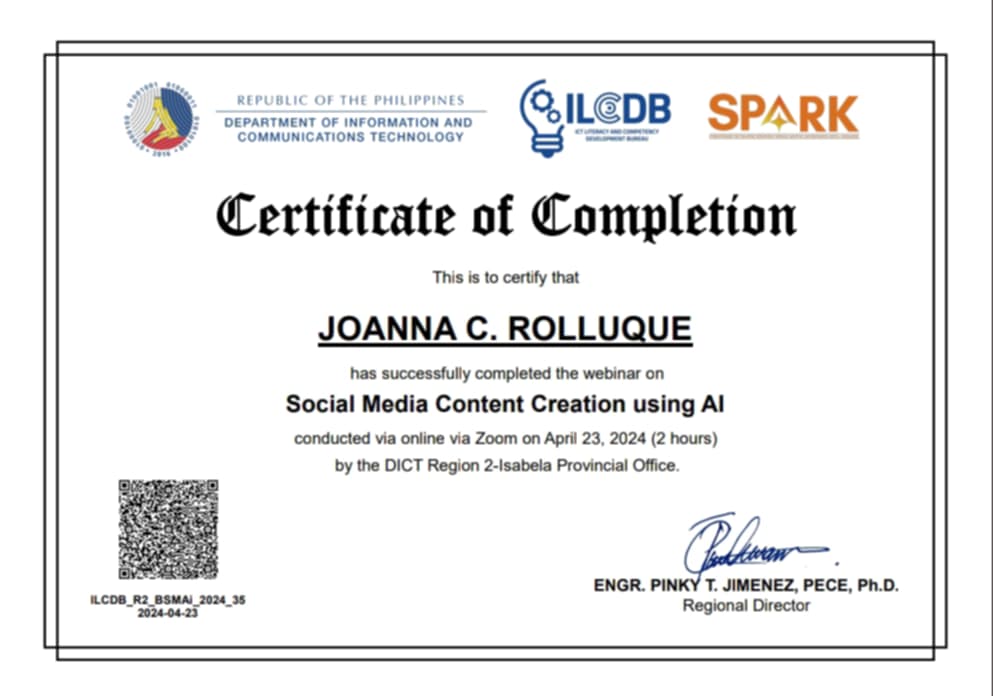 REPUBLIC OF THE PHILIPPINES
DEPARTMENT OF INFORMATION AND
COMMUNICATIONS TECHNOLOGY
2016
ILCDB
ICT LITERACY AND COMPETENCY
DEVELOPMENT BUREAU
SPARK
Certificate of Completion
This is to certify that
JOANNA C. ROLLUQUE
has successfully completed the webinar on
Social Media Content Creation using AI
conducted via online via Zoom on April 23, 2024 (2 hours)
by the DICT Region 2-Isabela Provincial Office.
ILCDB_R2_BSMAi_2024_35
2024-04-23
ENGR. PINKY T. JIMENEZ, PECE, Ph.D.
Regional Director